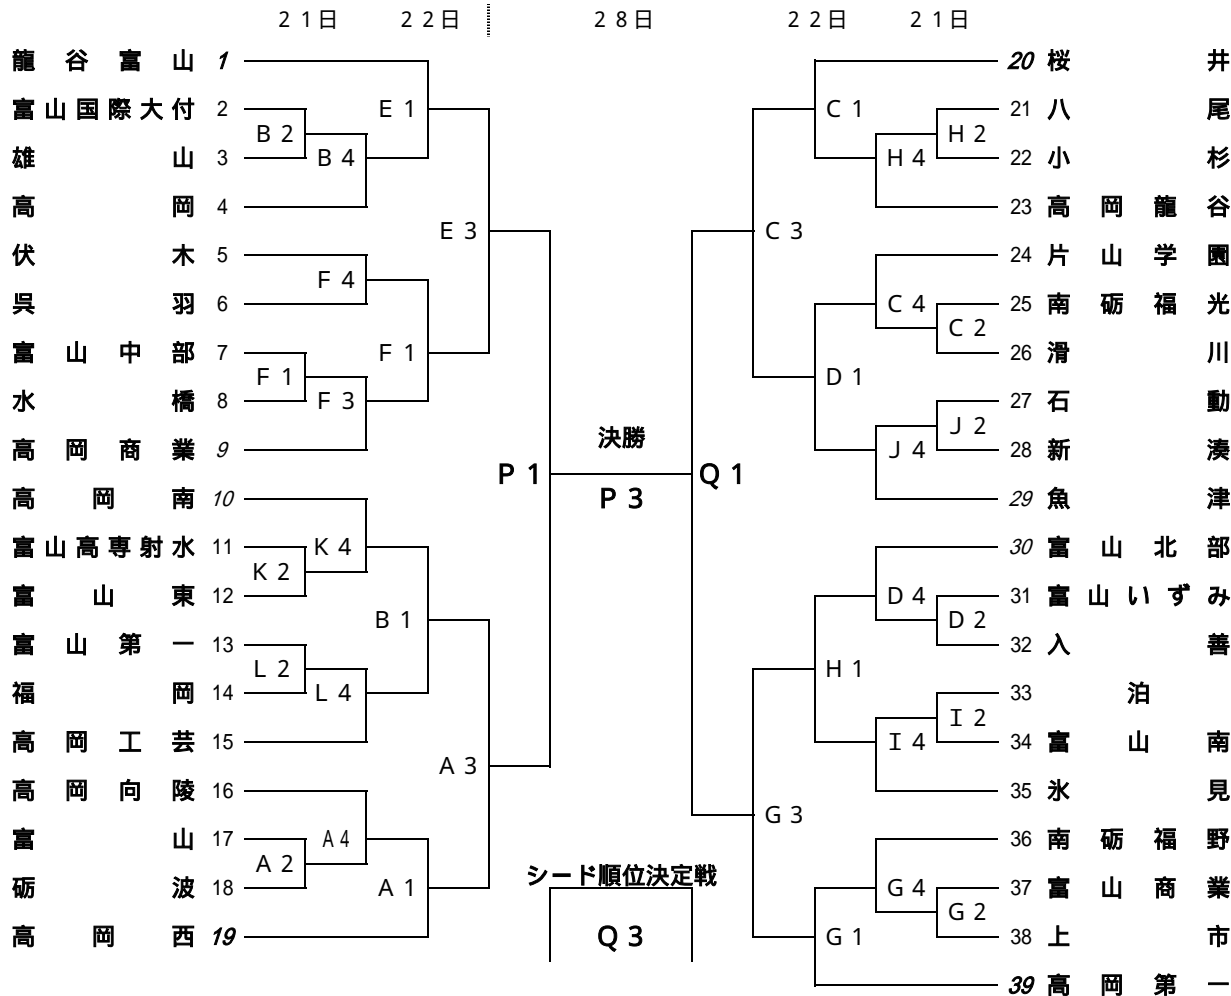 ２１日 ２２日 ２８日 ２２日 ２１日
龍谷富山 1
富山国際大付 2
雄山 3
高岡 4
伏木 5
呉羽 6
富山中部 7
水橋 8
高岡商業 9
高岡南 10
富山高専射水 11
富山東 12
富山第一 13
福岡 14
高岡工芸 15
高岡向陵 16
富山 17
砺波 18
高岡西 19
Ｂ２
Ｂ４
Ｅ１
Ｅ３
Ｆ４
Ｆ１
Ｆ１
Ｆ３
Ｋ４
Ｋ２
Ｂ１
Ｌ２
Ｌ４
Ａ３
A４
Ａ２
Ａ１
Ｐ１
決勝
Ｐ３
Ｑ１
シード順位決定戦
Ｑ３
Ｃ１
Ｈ２
Ｈ４
Ｃ３
Ｃ４
Ｃ２
Ｄ１
Ｊ２
Ｊ４
Ｄ４
Ｄ２
Ｈ１
Ｉ２
Ｉ４
Ｇ３
Ｇ４
Ｇ２
Ｇ１
20 桜井
21 八尾
22 小杉
23 高岡龍谷
24 片山学園
25 南砺福光
26 滑川
27 石動
28 新湊
29 魚津
30 富山北部
31 富山いずみ
32 入善
33 泊
34 富山南
35 氷見
36 南砺福野
37 富山商業
38 上市
39 高岡第一